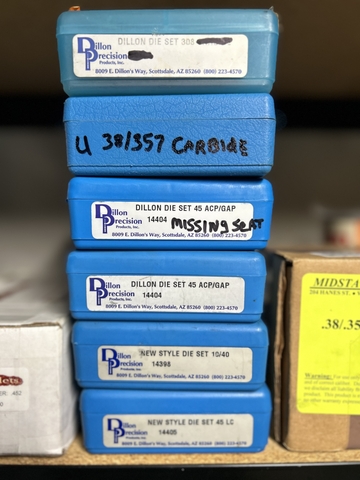 Dillon
Precision
Products, Inc.
DILLON DIE SET 308
8009 E. Dillon's Way, Scottsdale, AZ 85260 (800) 223-4570
U 38/357 CARBIDE
Dillon
Precision
Products, Inc.
DILLON DIE SET 45 ACP/GAP
14404 MISSING SEAT
8009 E. Dillon's Way, Scottsdale, AZ 85260 (800) 223-4570
Dillon
Precision
Products, Inc.
DILLON DIE SET 45 ACP/GAP
14404
8009 E. Dillon's Way, Scottsdale, AZ 85260 (800) 223-4570
Dillon
Precision
Products, Inc.
NEW STYLE DIE SET 10/40
14398
8009 E. Dillon's Way, Scottsdale, AZ 85260 (800) 223-4570
Dillon
Precision
Products, Inc.
NEW STYLE DIE SET 45 LC
8009 E. Dillon's Way, Scottsdale, AZ 85260 (800) 223-4570
.452
MIDSTA
204 HANES ST.
.38/.35
Warning: